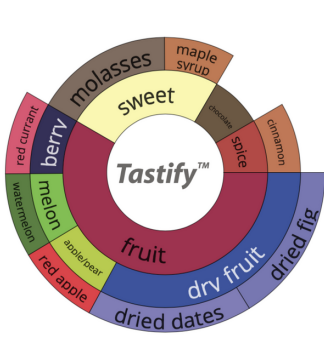 maple
syrup
molasses
sweet
chocolate
cinnamon
spice
red currant
berry
Tastify™
watermelon
melon
apple/pear
fruit
red apple
dry fruit
dried fig
dried dates